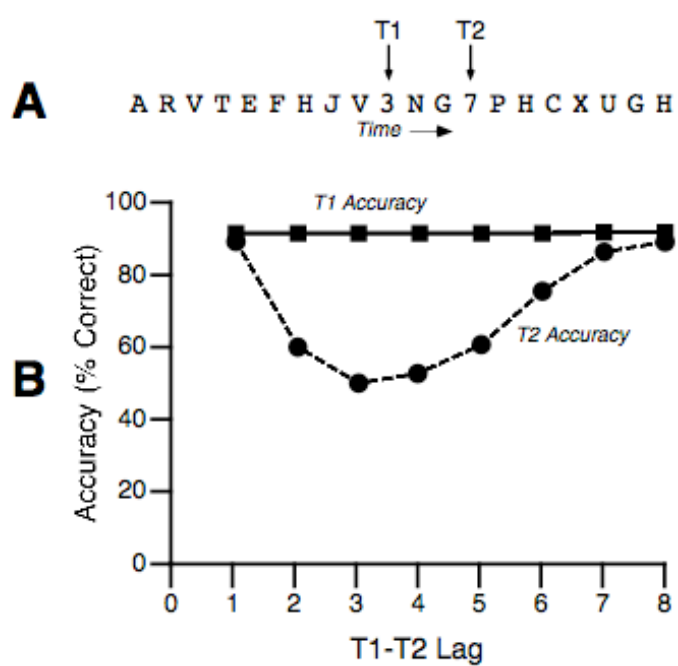 T1 T2
A
A R V T E F H J V 3 N G 7 P H C X U G H
Time
100
T1 Accuracy
80
T2 Accuracy
60
B
40
20
0
Accuracy (% Correct)
0 1 2 3 4 5 6 7 8
T1-T2 Lag